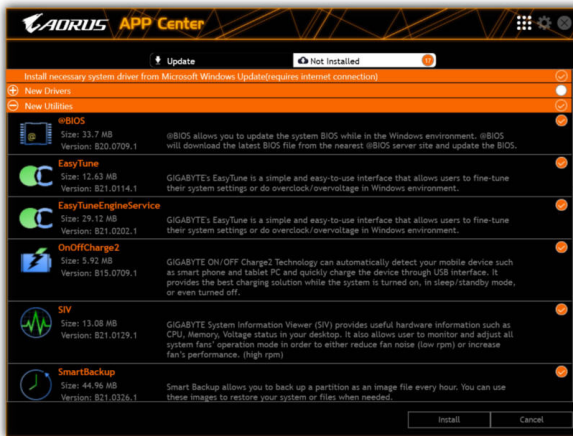 AORUS APP Center
Update
Not Installed
Install necessary system driver from Microsoft Windows Update(requires internet connection)
New Drivers
New Utilities
@BIOS
Size: 33.7 MB
Version: B20.0709.1
@BIOS allows you to update the system BIOS while in the Windows environment. @BIOS
will download the latest BIOS file from the nearest @BIOS server site and update the BIOS.
EasyTune
Size: 12.63 MB
Version: B21.0114.1
GIGABYTE's EasyTune is a simple and easy-to-use interface that allows users to fine-tune
their system settings or do overclock/overvoltage in Windows environment.
EasyTuneEngineService
Size: 29.12 MB
Version: B21.0202.1
GIGABYTE's EasyTune is a simple and easy-to-use interface that allows users to fine-tune
their system settings or do overclock/overvoltage in Windows environment.
OnOffCharge2
Size: 5.92 MB
Version: B15.0709.1
GIGABYTE ON/OFF Charge2 Technology can automatically detect your mobile device such
as smart phone and tablet PC and quickly charge the device through USB interface. It
provides the best charging solution while the system is turned on, in sleep/standby mode,
or even turned off.
SIV
Size: 13.08 MB
Version: B21.0129.1
GIGABYTE System Information Viewer (SIV) provides useful hardware information such as
CPU, Memory, Voltage status in your desktop. It also allows user to monitor and adjust all
system fans' operation mode in order to either reduce fan noise (low rpm) or increase
fan's performance. (high rpm)
SmartBackup
Size: 44.96 MB
Version: B21.0326.1
Smart Backup allows you to back up a partition as an image file every hour. You can use
these images to restore your system or files when needed.
Install
Cancel